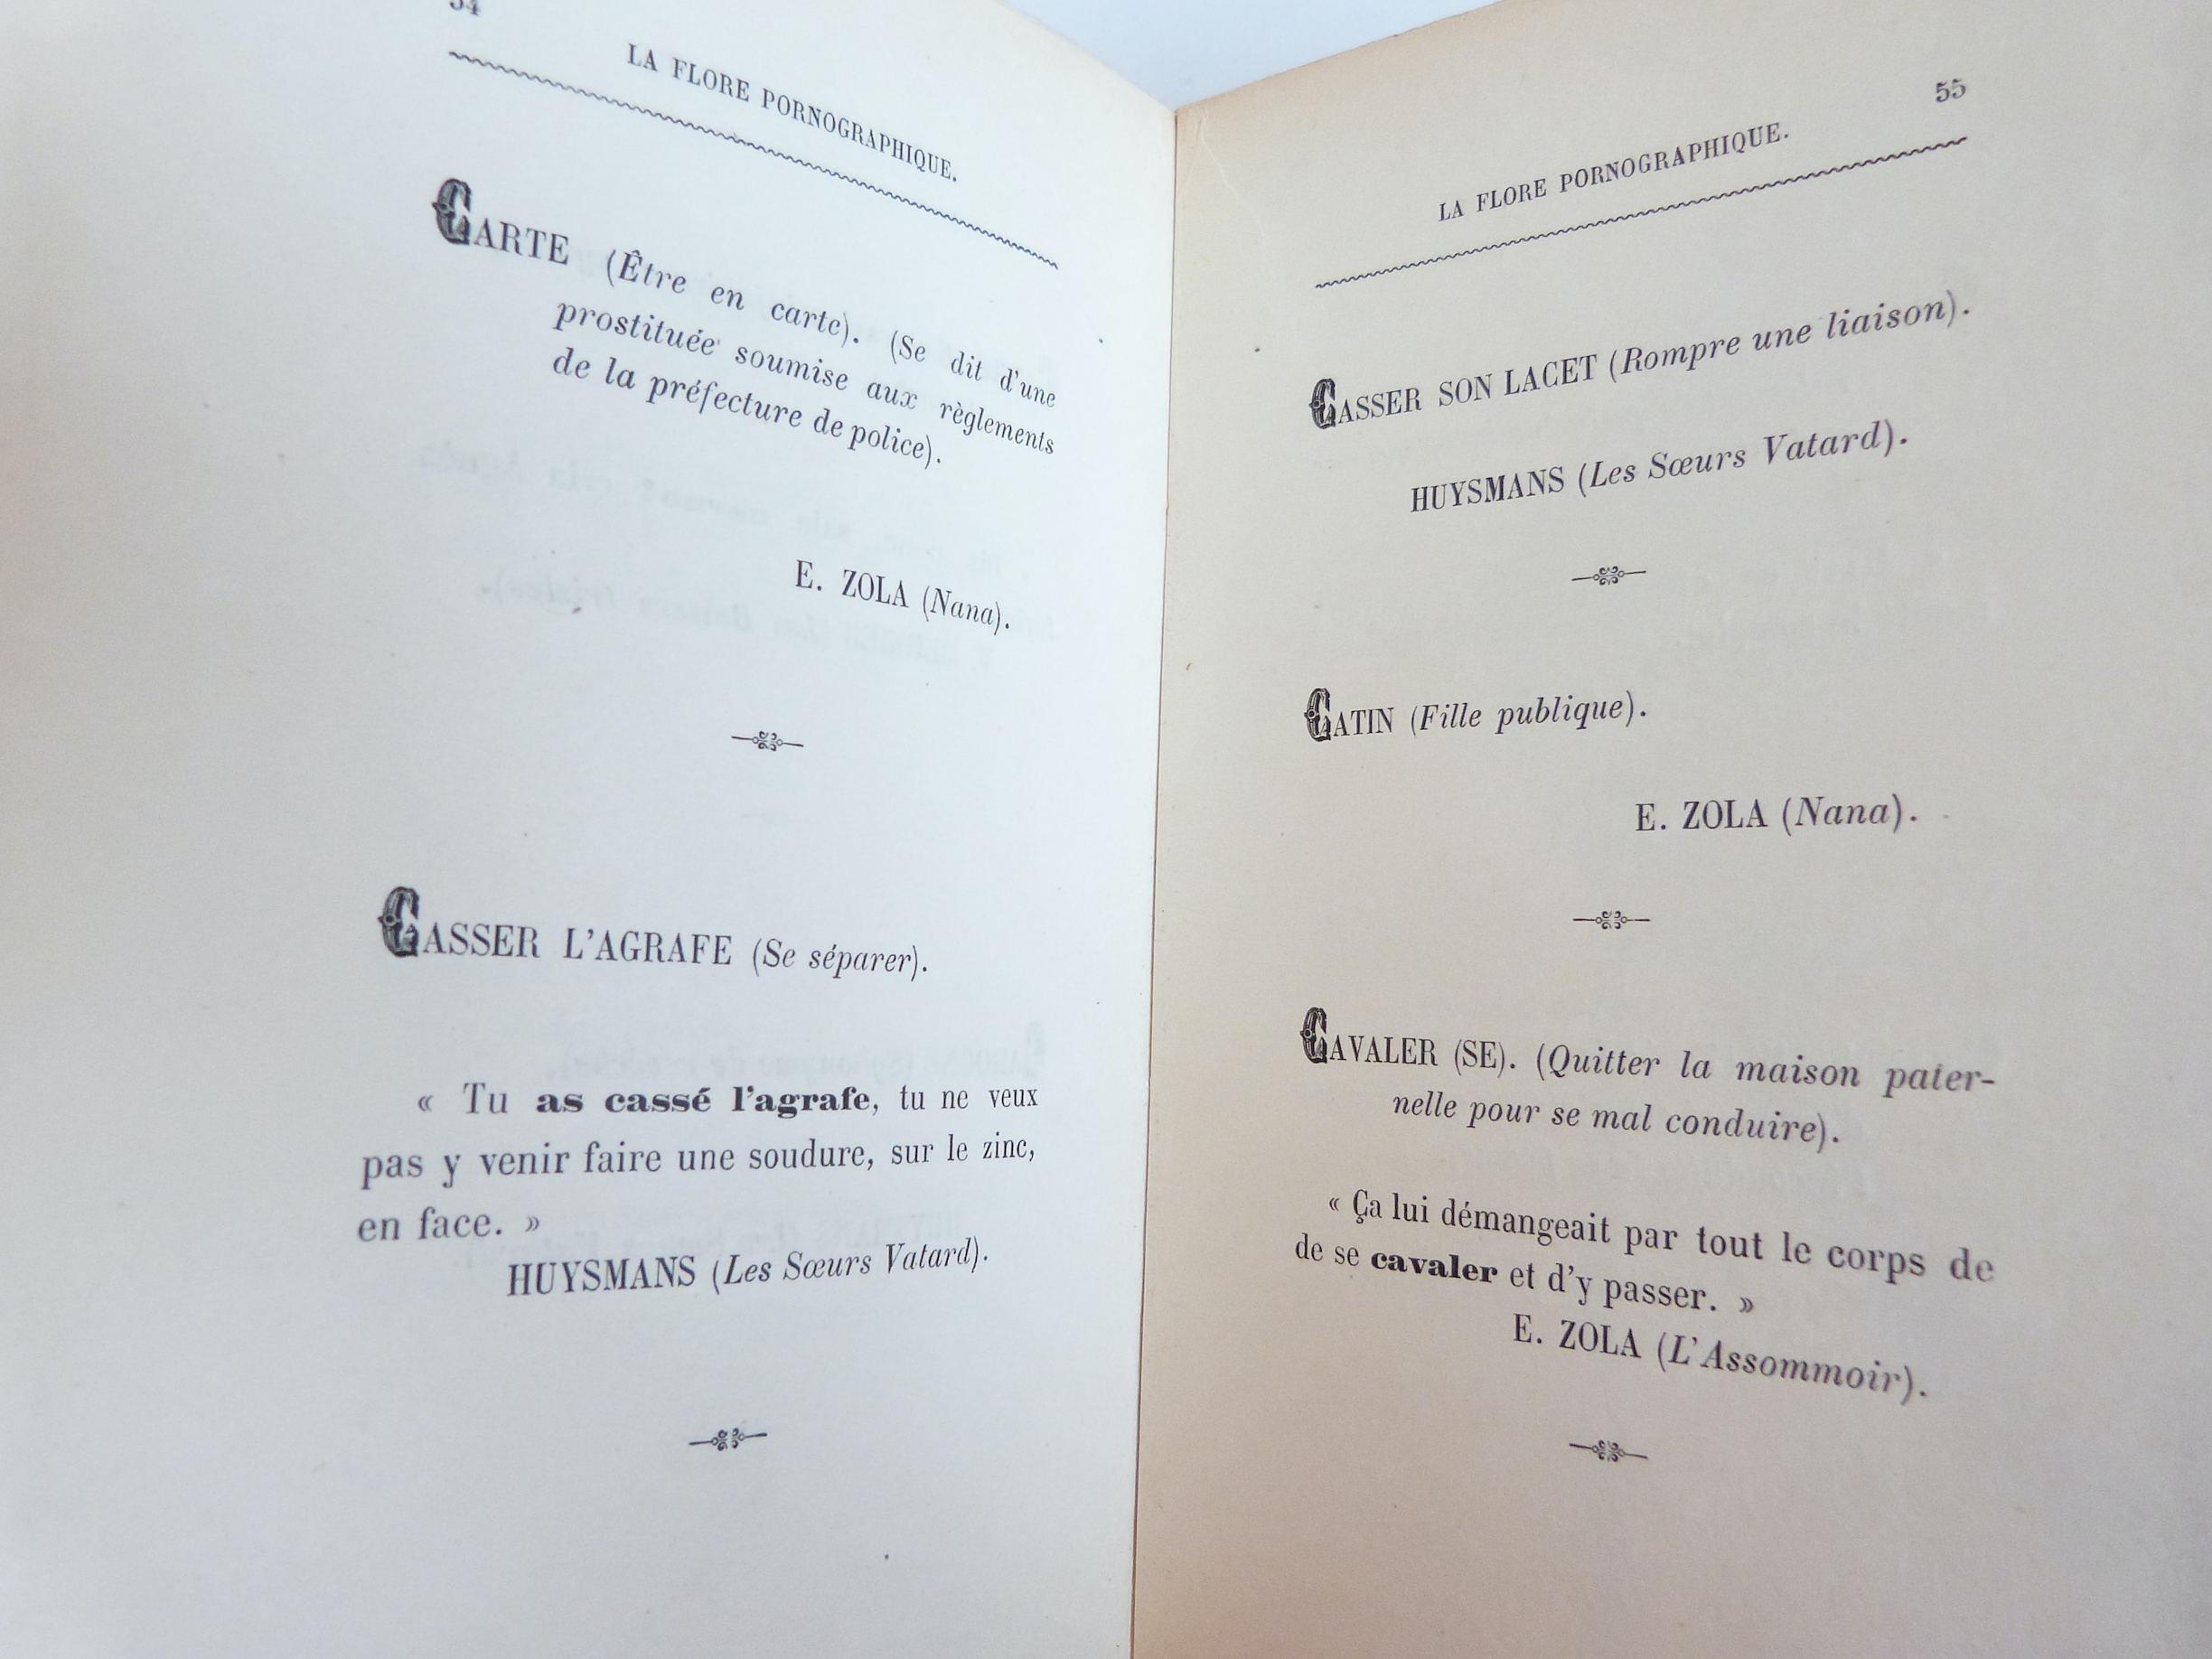 54
LA FLORE PORNOGRAPHIQUE.
CARTE (Être en carte). (Se dit d'une
prostituée soumise aux règlements
de la préfecture de police).
E. ZOLA (Nana).
CASSER L'AGRAFE (Se séparer).
« Tu as cassé l'agrafe, tu ne veux
pas y venir faire une soudure, sur le zinc,
en face. »
HUYSMANS (Les Sœurs Vatard).
55
LA FLORE PORNOGRAPHIQUE.
CASSER SON LACET (Rompre une liaison).
HUYSMANS (Les Sœurs Vatard).
CATIN (Fille publique).
E. ZOLA (Nana).
CAVALER (SE). (Quitter la maison pater-
nelle pour se mal conduire).
« Ça lui démangeait par tout le corps de
de se cavaler et d'y passer. »
E. ZOLA (L'Assommoir).